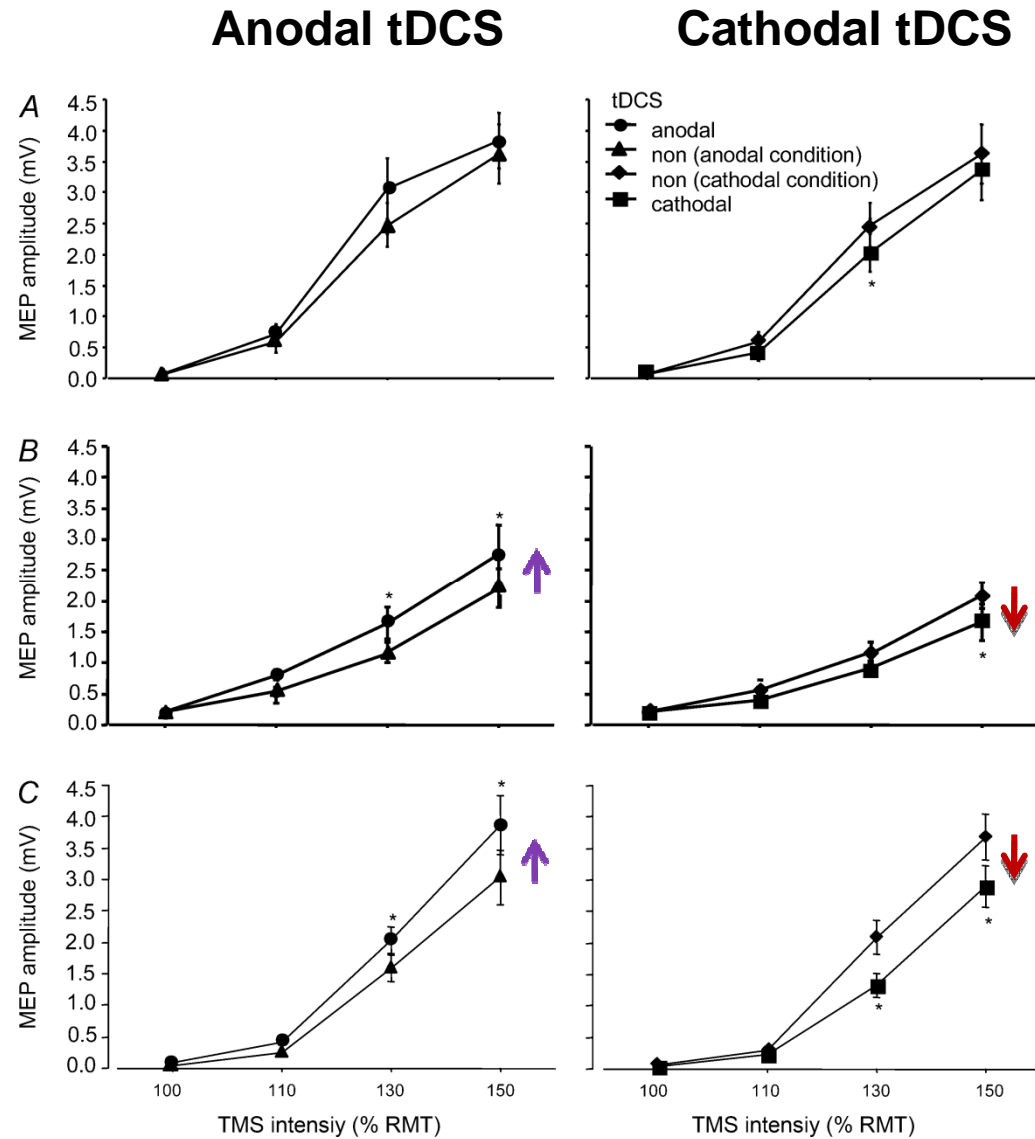 Anodal tDCS
Cathodal tDCS
A
MEP amplitude (mV)
4.5
4.0
3.5
3.0
2.5
2.0
1.5
1.0
0.5
0.0
tDCS
anodal
non (anodal condition)
non (cathodal condition)
cathodal
*
B
MEP amplitude (mV)
4.5
4.0
3.5
3.0
2.5
2.0
1.5
1.0
0.5
0.0
*
*
*
C
MEP amplitude (mV)
4.5
4.0
3.5
3.0
2.5
2.0
1.5
1.0
0.5
0.0
*
*
*
*
100 110 130 150
TMS intensiy (% RMT)
100 110 130 150
TMS intensiy (% RMT)